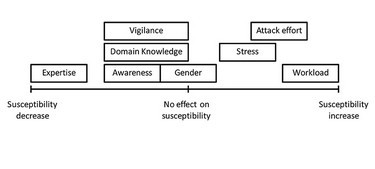 Vigilance Attack effort
Domain Knowledge Stress
Expertise Awareness Gender Workload
Susceptibility No effect on Susceptibility
decrease susceptibility increase